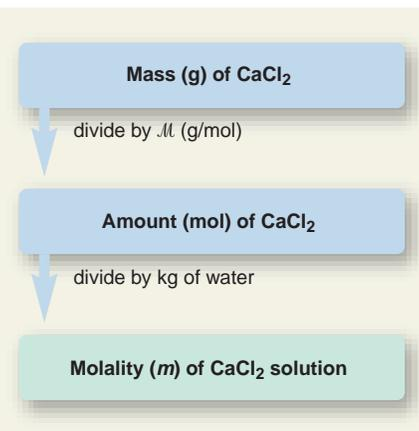 Mass (g) of CaCl₂
divide by ℳ (g/mol)
Amount (mol) of CaCl₂
divide by kg of water
Molality (m) of CaCl₂ solution